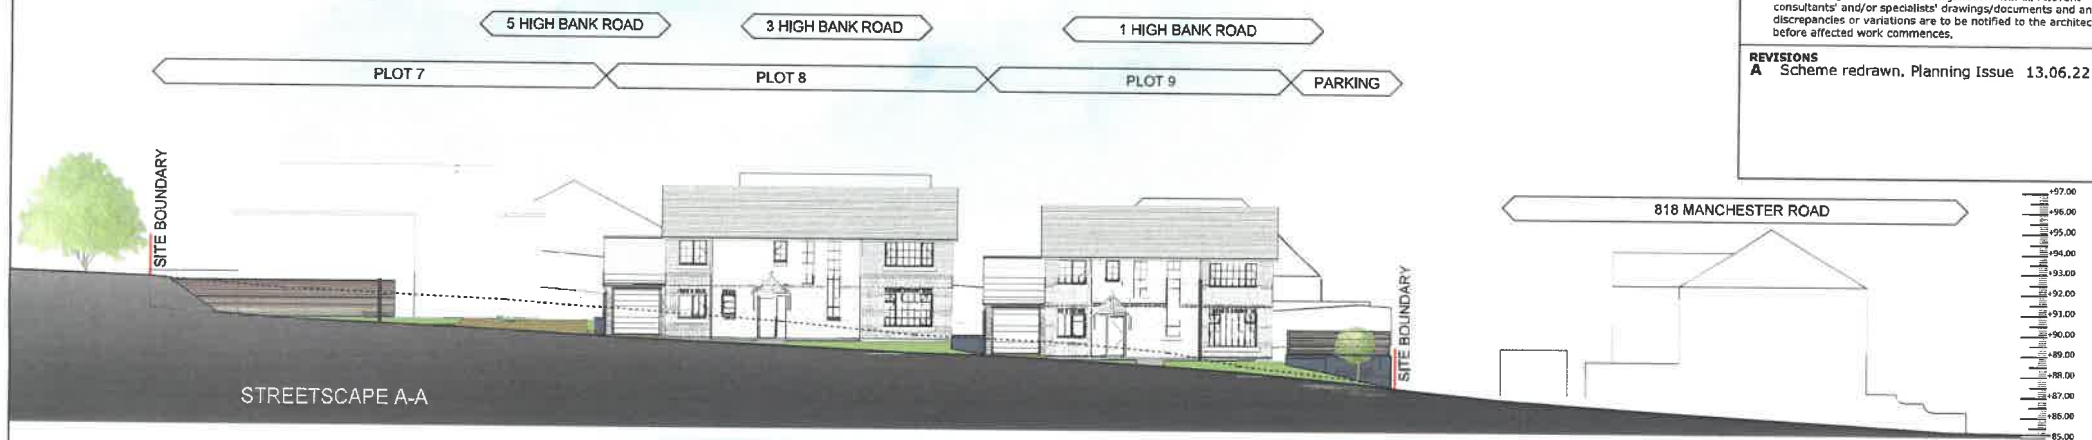 consultants' and/or specialists' drawings/documents and an
discrepancies or variations are to be notified to the architec
before affected work commences.
REVISIONS
A Scheme redrawn. Planning Issue 13.06.22
5 HIGH BANK ROAD
3 HIGH BANK ROAD
1 HIGH BANK ROAD
PLOT 7
PLOT 8
PLOT 9
PARKING
SITE BOUNDARY
818 MANCHESTER ROAD
SITE BOUNDARY
STREETSCAPE A-A
+97.00
+96.00
+95.00
+94.00
+93.00
+92.00
+91.00
+90.00
+89.00
+88.00
+87.00
+86.00
+85.00